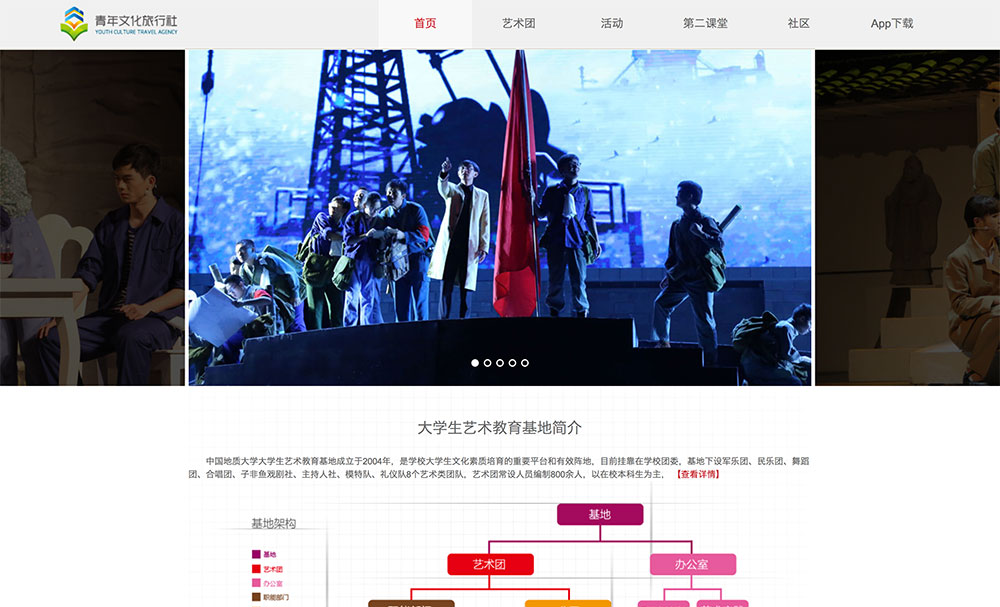 青年文化旅行社
YOUTH CULTURE TRAVEL AGENCY
首页 艺术团 活动 第二课堂 社区 App下载
大学生艺术教育基地简介
中国地质大学大学生艺术教育基地成立于2004年，是学校大学生文化素质培育的重要平台和有效阵地，目前挂靠在学校团委，基地下设军乐团、民乐团、舞蹈
团、合唱团、子非鱼戏剧社、主持人社、模特队、礼仪队8个艺术类团队，艺术团常设人员编制800余人，以在校本科生为主， 【查看详情】
基地架构
基地
艺术团
办公室
职能部门
基地
艺术团
办公室